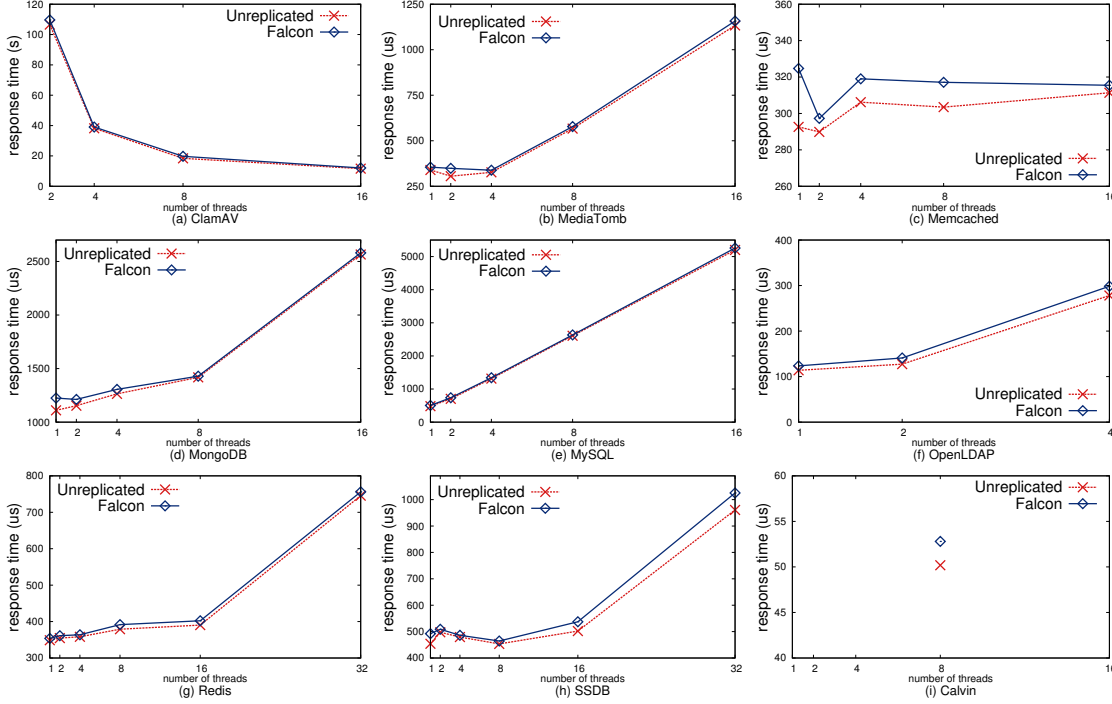 response time (s)
120
100
80
60
40
20
0
Unreplicated
Falcon
2
4
8
16
number of threads
(a) ClamAV
response time (us)
1250
1000
750
500
250
Unreplicated
Falcon
1
2
4
8
16
number of threads
(b) MediaTomb
response time (us)
360
340
320
300
280
260
Unreplicated
Falcon
1
2
4
8
16
number of threads
(c) Memcached
response time (us)
2500
2000
1500
1000
Unreplicated
Falcon
1
2
4
8
16
number of threads
(d) MongoDB
response time (us)
5000
4000
3000
2000
1000
0
Unreplicated
Falcon
1
2
4
8
16
number of threads
(e) MySQL
response time (us)
400
300
200
100
0
Unreplicated
Falcon
1
2
4
number of threads
(f) OpenLDAP
response time (us)
800
700
600
500
400
300
Unreplicated
Falcon
1
2
4
8
16
32
number of threads
(g) Redis
response time (us)
1000
900
800
700
600
500
400
Unreplicated
Falcon
1
2
4
8
16
32
number of threads
(h) SSDB
response time (us)
60
55
50
45
40
Unreplicated
Falcon
1
2
4
8
16
number of threads
(i) Calvin